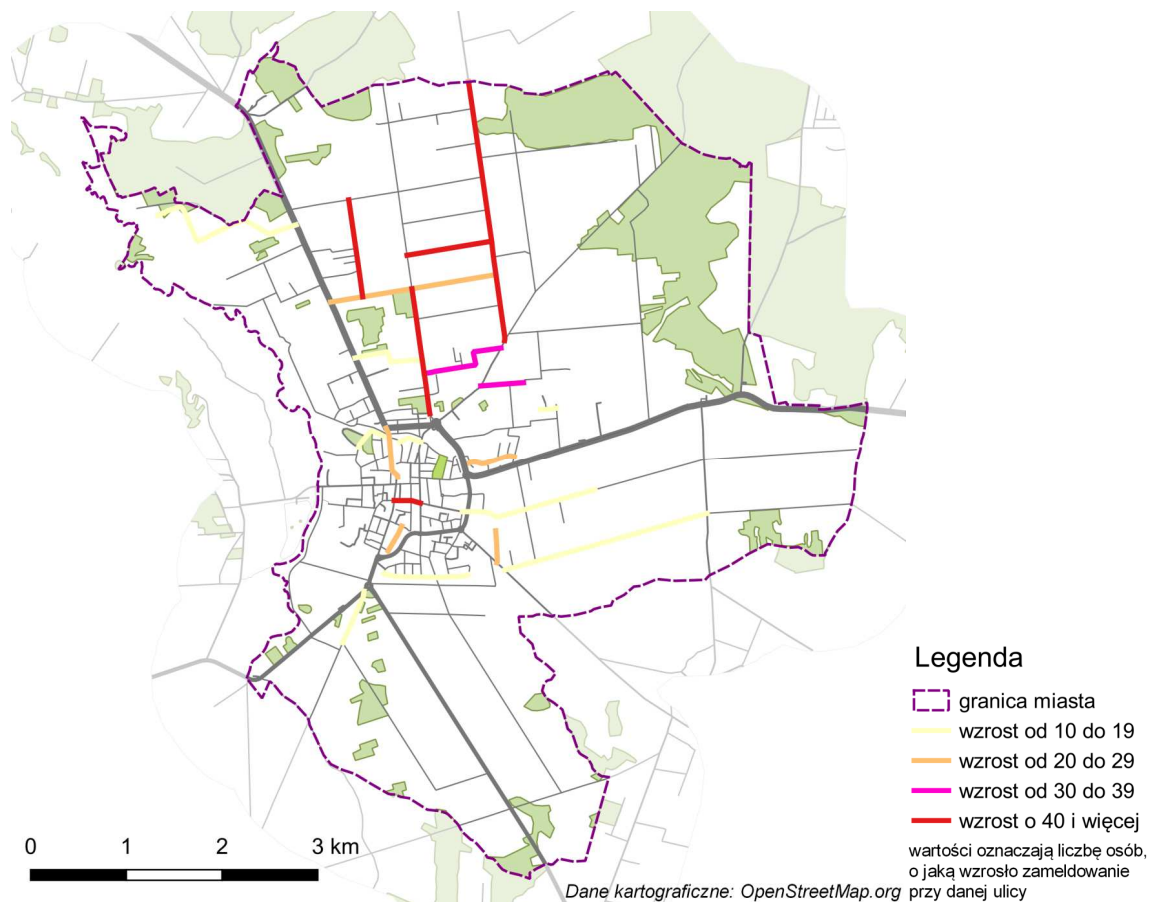 Legenda
granica miasta
wzrost od 10 do 19
wzrost od 20 do 29
wzrost od 30 do 39
wzrost o 40 i więcej
wartości oznaczają liczbę osób,
o jaką wzrosło zameldowanie
przy danej ulicy
0 1 2 3 km
Dane kartograficzne: OpenStreetMap.org